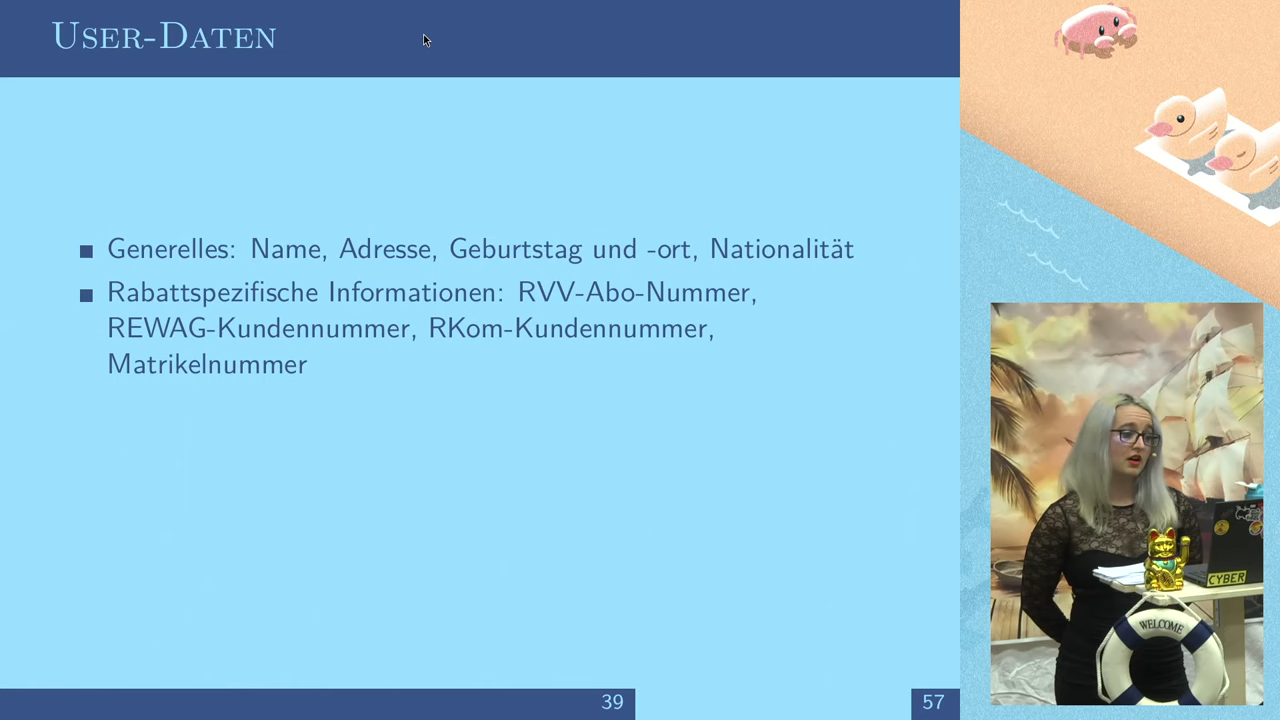 User-Daten
Generelles: Name, Adresse, Geburtstag und -ort, Nationalität
Rabattspezifische Informationen: RVV-Abo-Nummer,
REWAG-Kundennummer, RKom-Kundennummer,
Matrikelnummer
CYBER
WELCOME
39
57